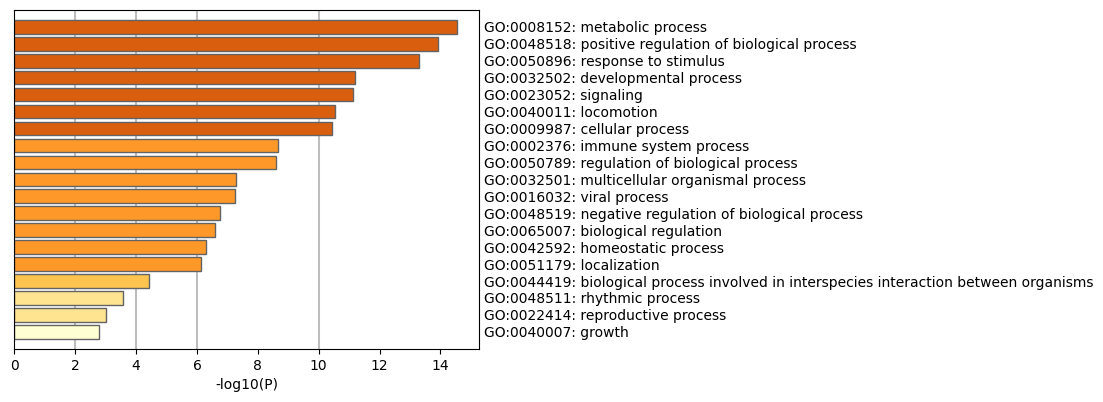 GO:0008152: metabolic process
GO:0048518: positive regulation of biological process
GO:0050896: response to stimulus
GO:0032502: developmental process
GO:0023052: signaling
GO:0040011: locomotion
GO:0009987: cellular process
GO:0002376: immune system process
GO:0050789: regulation of biological process
GO:0032501: multicellular organismal process
GO:0016032: viral process
GO:0048519: negative regulation of biological process
GO:0065007: biological regulation
GO:0042592: homeostatic process
GO:0051179: localization
GO:0044419: biological process involved in interspecies interaction between organisms
GO:0048511: rhythmic process
GO:0022414: reproductive process
GO:0040007: growth
0 2 4 6 8 10 12 14
-log10(P)